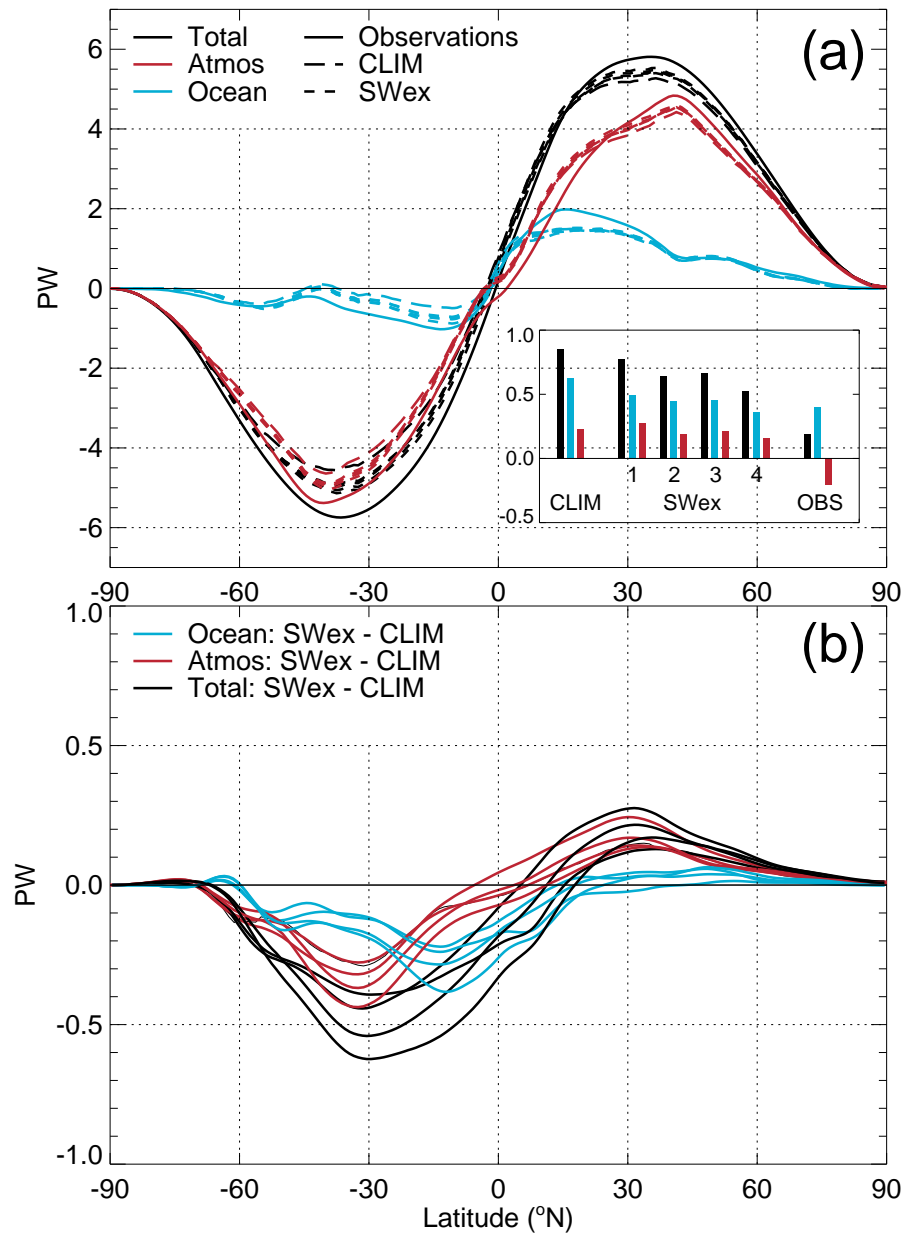 Total Observations
Atmos CLIM
Ocean SWex
(a)
6
4
2
0
-2
-4
-6
PW
1.0
0.5
0.0
-0.5
1 2 3 4
CLIM SWex OBS
-90 -60 -30 0 30 60 90
1.0
0.5
0.0
-0.5
-1.0
PW
Ocean: SWex - CLIM
Atmos: SWex - CLIM
Total: SWex - CLIM
(b)
-90 -60 -30 0 30 60 90
Latitude (°N)